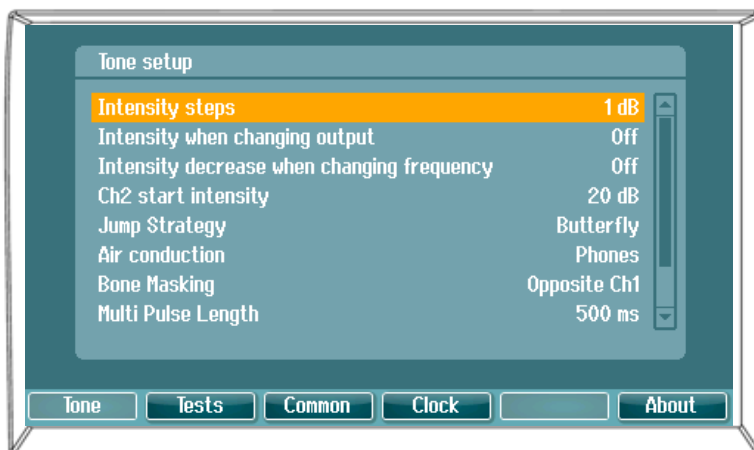 Tone setup
Intensity steps 1 dB
Intensity when changing output Off
Intensity decrease when changing frequency Off
Ch2 start intensity 20 dB
Jump Strategy Butterfly
Air conduction Phones
Bone Masking Opposite Ch1
Multi Pulse Length 500 ms
Tone Tests Common Clock About